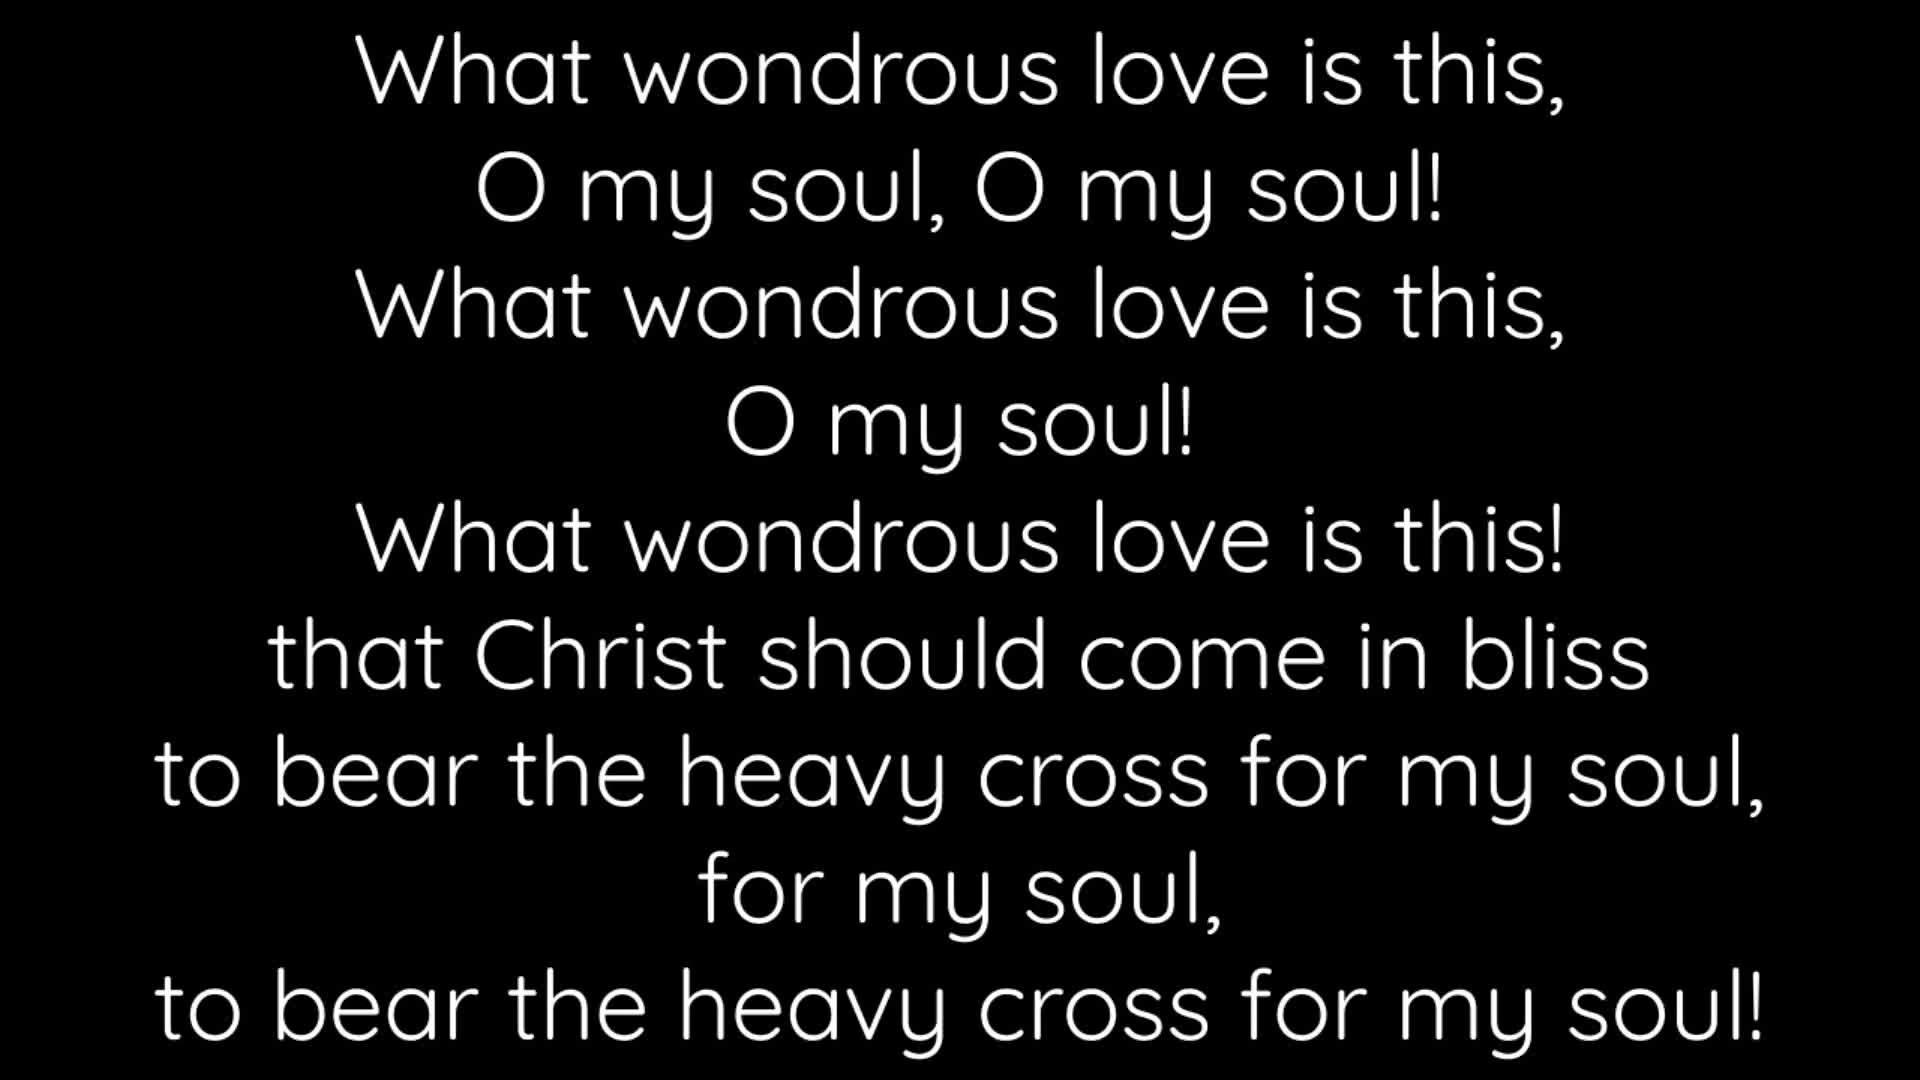 What wondrous love is this,
O my soul, O my soul!
What wondrous love is this,
O my soul!
What wondrous love is this!
that Christ should come in bliss
to bear the heavy cross for my soul,
for my soul,
to bear the heavy cross for my soul!